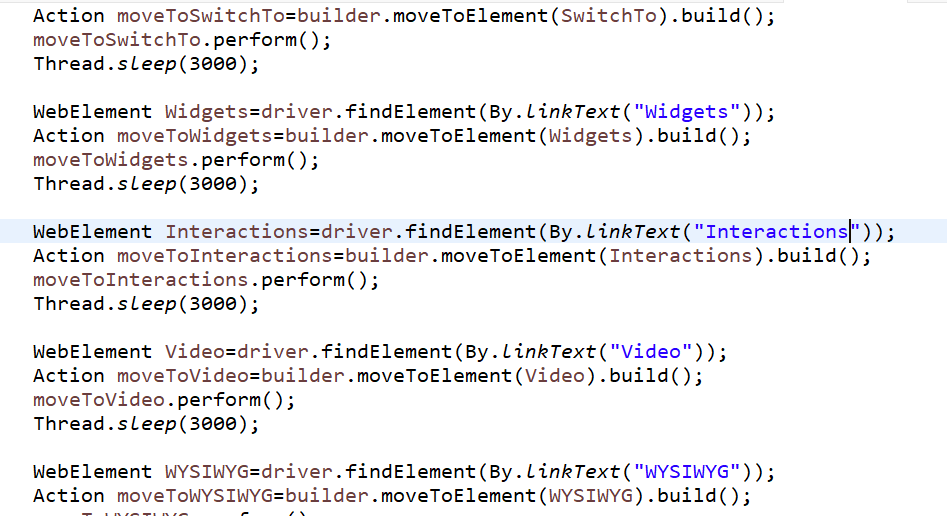 Action moveToSwitchTo=builder.moveToElement(SwitchTo).build();
moveToSwitchTo.perform();
Thread.sleep(3000);
WebElement Widgets=driver.findElement(By.linkText("Widgets"));
Action moveToWidgets=builder.moveToElement(Widgets).build();
moveToWidgets.perform();
Thread.sleep(3000);
WebElement Interactions=driver.findElement(By.linkText("Interactions"));
Action moveToInteractions=builder.moveToElement(Interactions).build();
moveToInteractions.perform();
Thread.sleep(3000);
WebElement Video=driver.findElement(By.linkText("Video"));
Action moveToVideo=builder.moveToElement(Video).build();
moveToVideo.perform();
Thread.sleep(3000);
WebElement WYSIWYG=driver.findElement(By.linkText("WYSIWYG"));
Action moveToWYSIWYG=builder.moveToElement(WYSIWYG).build();